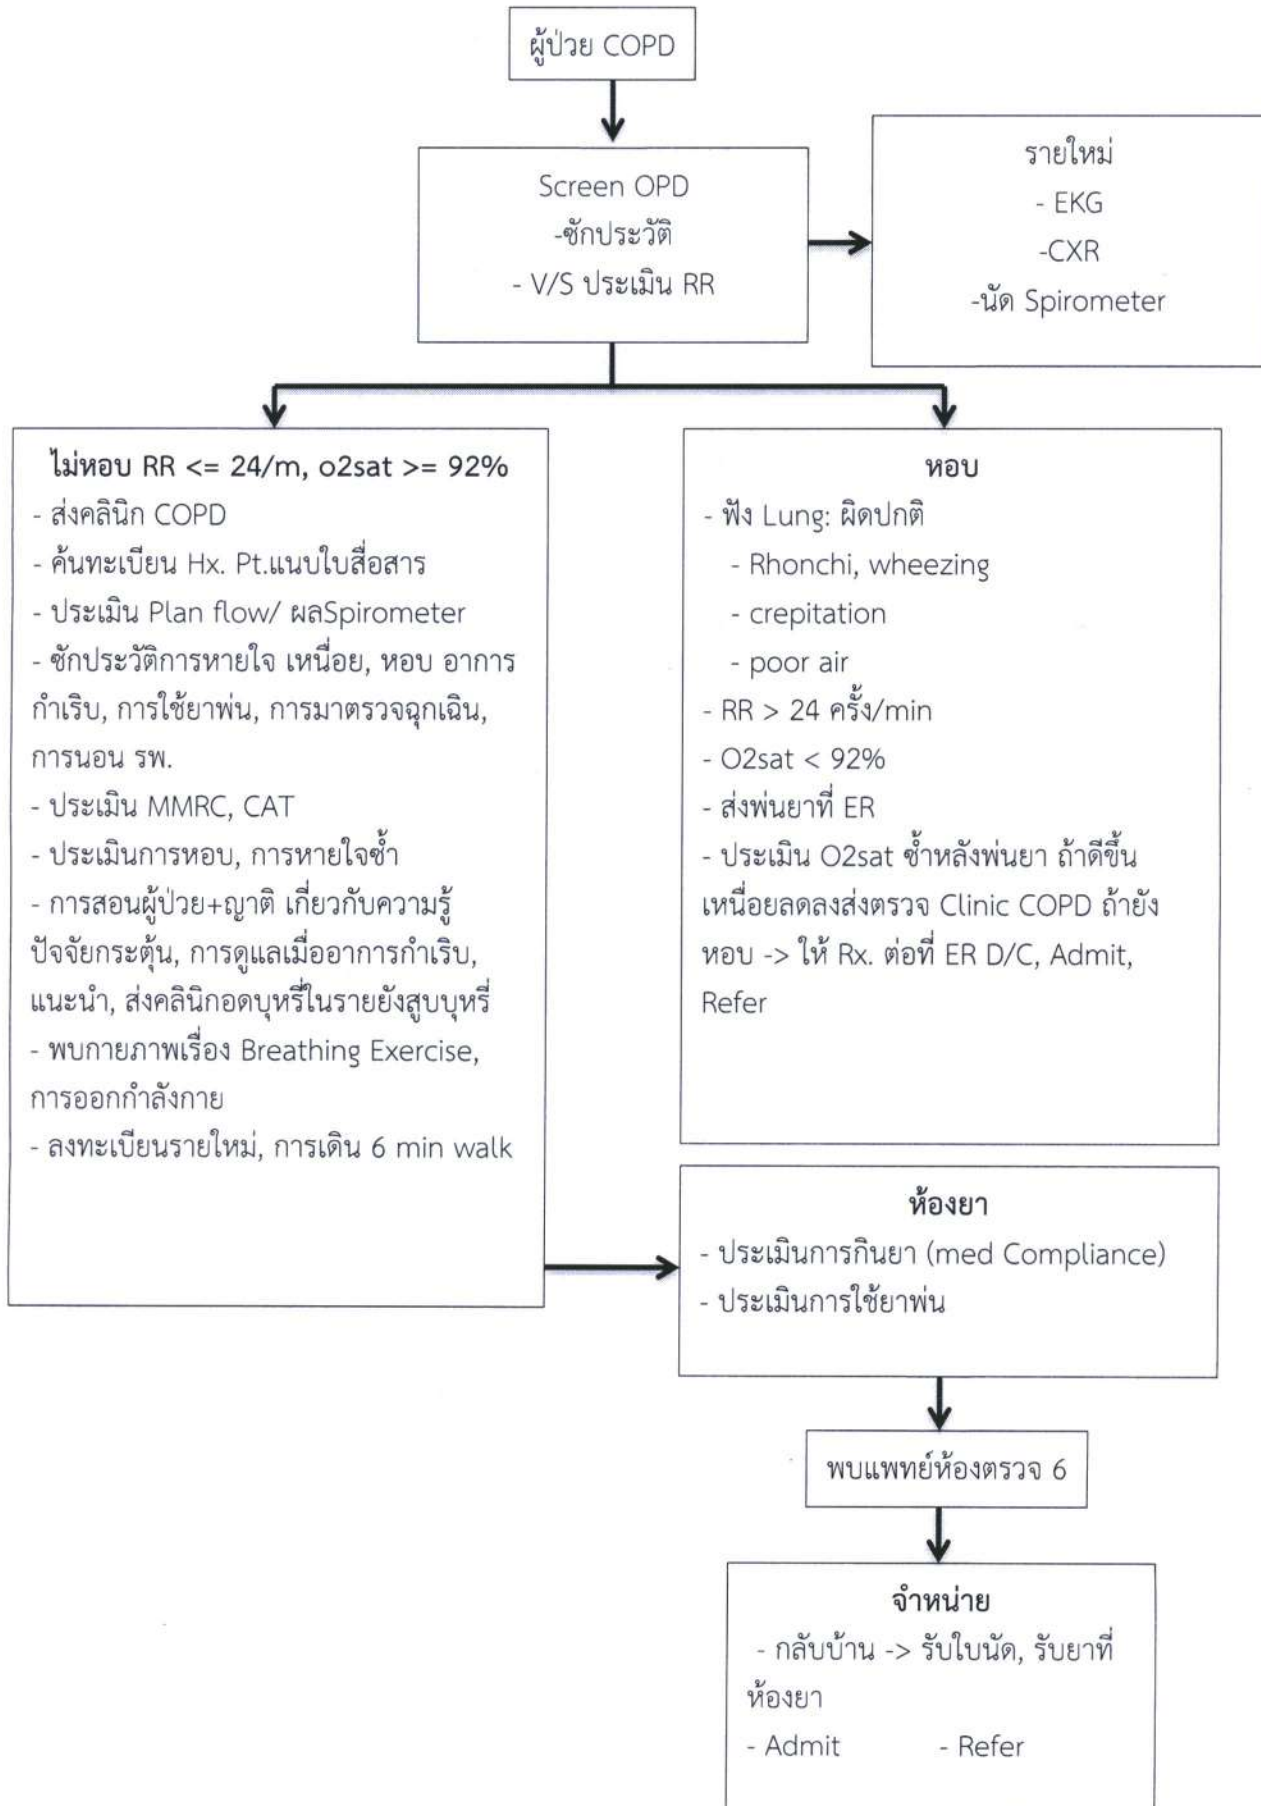 ผู้ป่วย COPD
Screen OPD
-ซักประวัติ
- V/S ประเมิน RR
รายใหม่
- EKG
-CXR
-นัด Spirometer
ไม่หอบ RR <= 24/m, o2sat >= 92%
- ส่งคลินิก COPD
- ค้นทะเบียน Hx. Pt.แนบใบสื่อสาร
- ประเมิน Plan flow/ ผลSpirometer
- ซักประวัติการหายใจ เหนื่อย, หอบ อาการ
กำเริบ, การใช้ยาพ่น, การมาตรวจฉุกเฉิน,
การนอน รพ.
- ประเมิน MMRC, CAT
- ประเมินการหอบ, การหายใจซ้ำ
- การสอนผู้ป่วย+ญาติ เกี่ยวกับความรู้
ปัจจัยกระตุ้น, การดูแลเมื่ออาการกำเริบ,
แนะนำ, ส่งคลินิกอดบุหรี่ในรายยังสูบบุหรี่
- พบกายภาพเรื่อง Breathing Exercise,
การออกกำลังกาย
- ลงทะเบียนรายใหม่, การเดิน 6 min walk
หอบ
- ฟัง Lung: ผิดปกติ
- Rhonchi, wheezing
- crepitation
- poor air
- RR > 24 ครั้ง/min
- O2sat < 92%
- ส่งพ่นยาที่ ER
- ประเมิน O2sat ซ้ำหลังพ่นยา ถ้าดีขึ้น
เหนื่อยลดลงส่งตรวจ Clinic COPD ถ้ายัง
หอบ -> ให้ Rx. ต่อที่ ER D/C, Admit,
Refer
ห้องยา
- ประเมินการกินยา (med Compliance)
- ประเมินการใช้ยาพ่น
พบแพทย์ห้องตรวจ 6
จำหน่าย
- กลับบ้าน -> รับใบนัด, รับยาที่
ห้องยา
- Admit - Refer